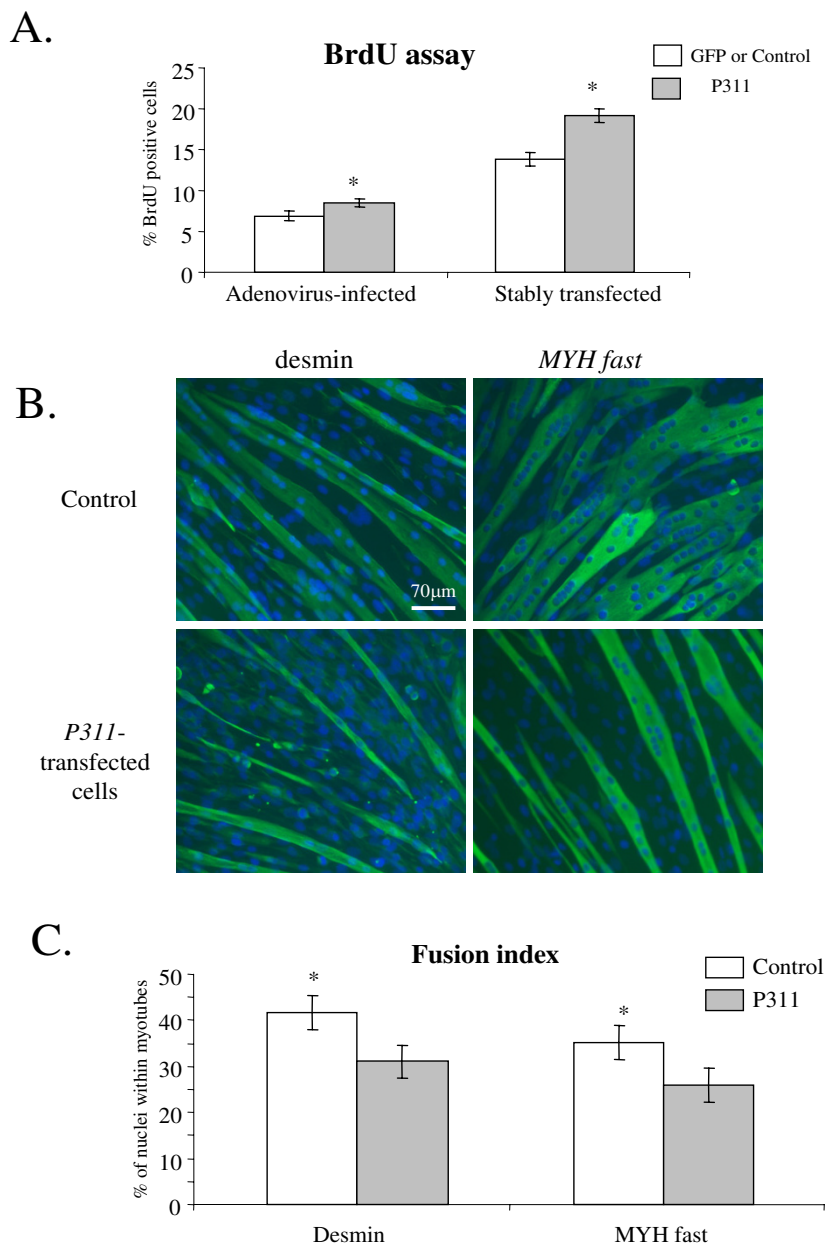 A.
BrdU assay
GFP or Control
P311
% BrdU positive cells
25
20
15
10
5
0
*
*
Adenovirus-infected
Stably transfected
desmin
MYH fast
B.
Control
70µm
P311-
transfected
cells
C.
Fusion index
Control
P311
% of nuclei within myotubes
50
40
30
20
10
0
*
*
Desmin
MYH fast